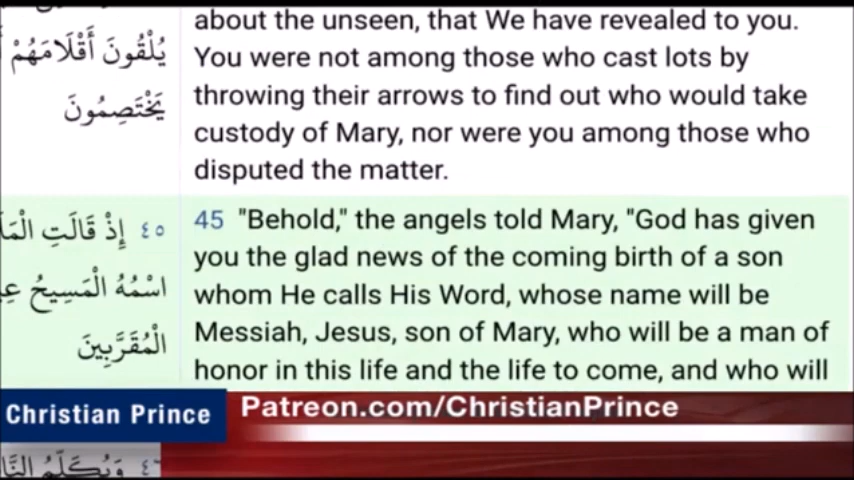 about the unseen, that We have revealed to you.
يُلْقُونَ أَقْلَامَهُمْ
You were not among those who cast lots by
throwing their arrows to find out who would take
يَخْتَصِمُونَ
custody of Mary, nor were you among those who
disputed the matter.
٤٥ إِذْ قَالَتِ
45 "Behold," the angels told Mary, "God has given
you the glad news of the coming birth of a son
اسْمُهُ الْمَسِيحُ
whom He calls His Word, whose name will be
الْمُقَرَّبِينَ
Messiah, Jesus, son of Mary, who will be a man of
honor in this life and the life to come, and who will
Christian Prince
Patreon.com/ChristianPrince
٤٦ وَيُكَلِّمُ